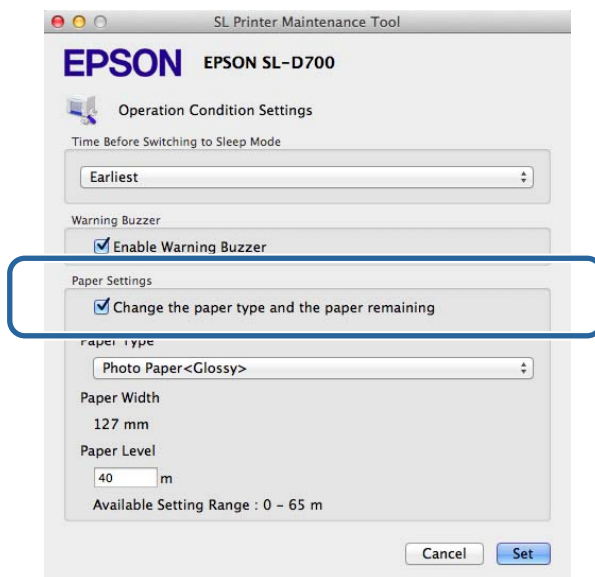 SL Printer Maintenance Tool
EPSON EPSON SL-D700
Operation Condition Settings
Time Before Switching to Sleep Mode
Earliest
Warning Buzzer
Enable Warning Buzzer
Paper Settings
Change the paper type and the paper remaining
Paper Type
Photo Paper<Glossy>
Paper Width
127 mm
Paper Level
40 m
Available Setting Range : 0 – 65 m
Cancel Set